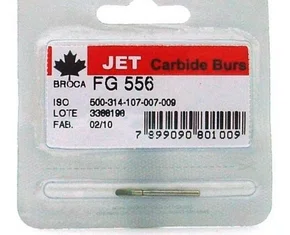 JET Carbide Burs
BROCA FG 556
ISO 500-314-107-007-009
LOTE 3366196
FAB. 02/10
7 899090 801009